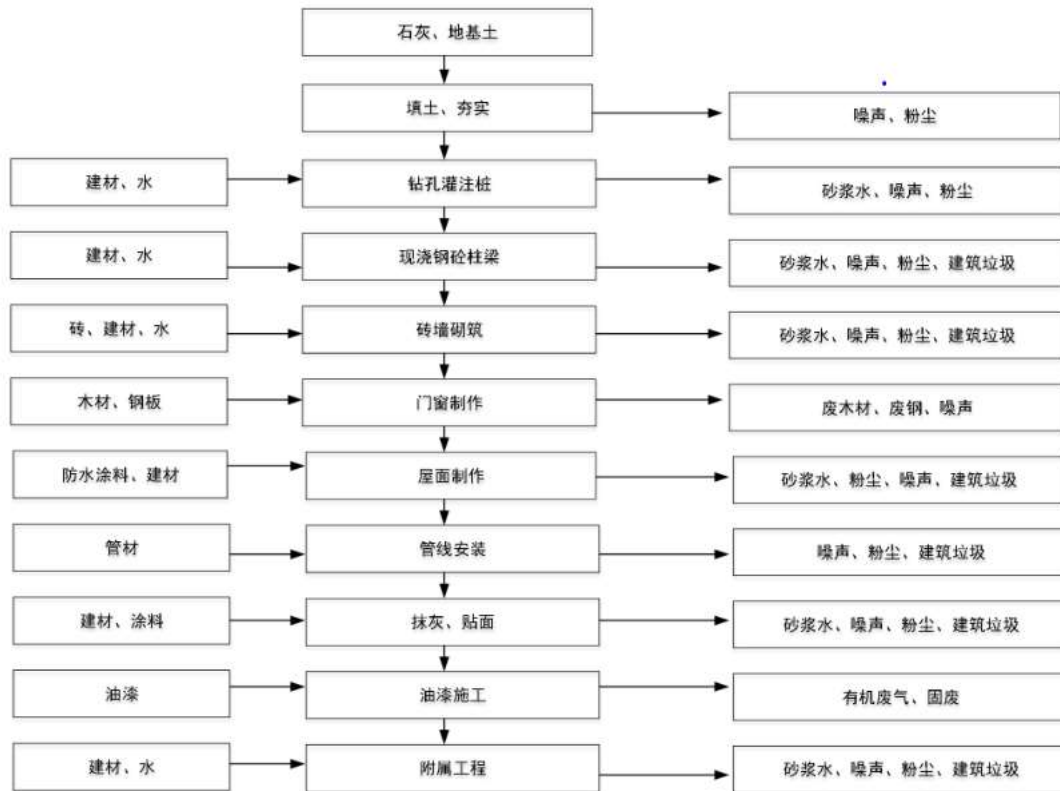 石灰、地基土
填土、夯实
噪声、粉尘
建材、水
钻孔灌注桩
砂浆水、噪声、粉尘
建材、水
现浇钢砼柱梁
砂浆水、噪声、粉尘、建筑垃圾
砖、建材、水
砖墙砌筑
砂浆水、噪声、粉尘、建筑垃圾
木材、钢板
门窗制作
废木材、废钢、噪声
防水涂料、建材
屋面制作
砂浆水、粉尘、噪声、建筑垃圾
管材
管线安装
噪声、粉尘、建筑垃圾
建材、涂料
抹灰、贴面
砂浆水、噪声、粉尘、建筑垃圾
油漆
油漆施工
有机废气、固废
建材、水
附属工程
砂浆水、噪声、粉尘、建筑垃圾